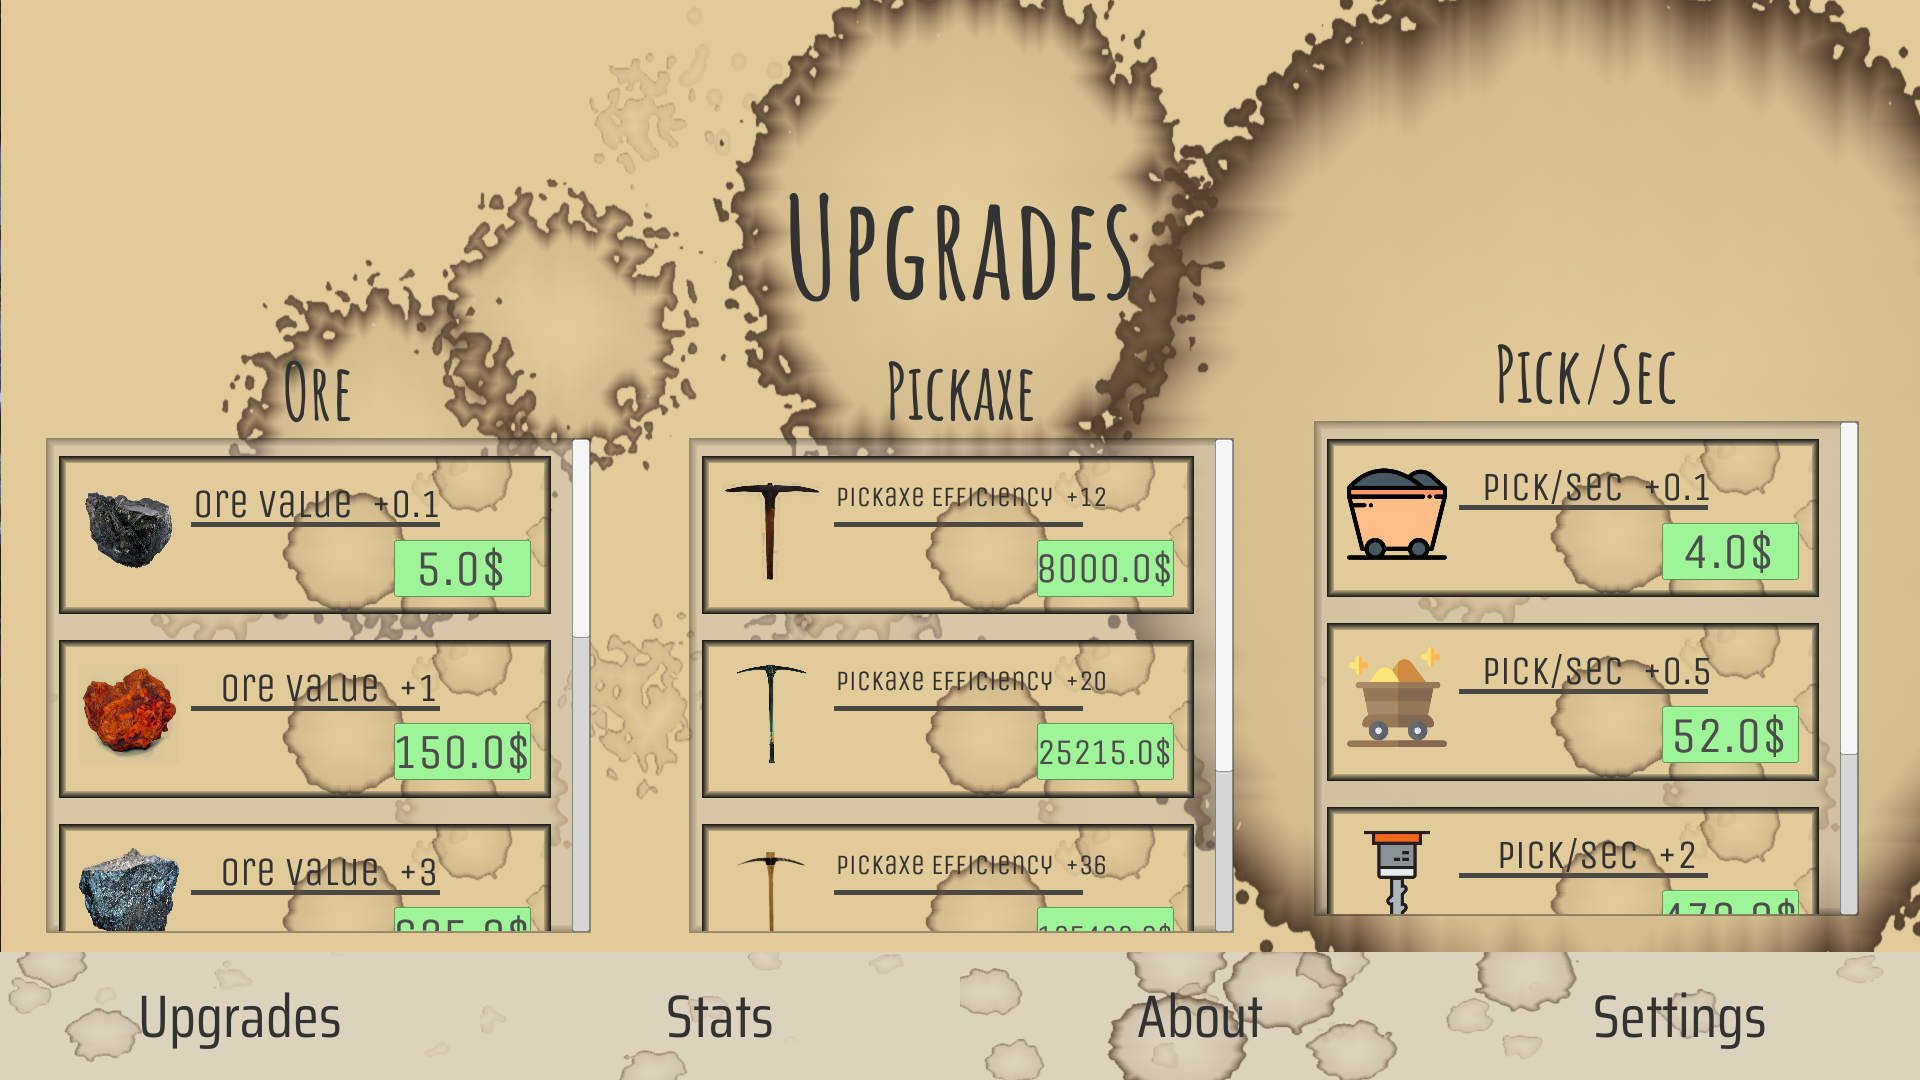 Upgrades
Ore
ore value +0.1
5.0$
ore value +1
150.0$
ore value +3
Pickaxe
Pickaxe Efficiency +12
8000.0$
Pickaxe Efficiency +20
25215.0$
Pickaxe Efficiency +36
Pick/Sec
Pick/sec +0.1
4.0$
Pick/sec +0.5
52.0$
Pick/sec +2
Upgrades
Stats
About
Settings